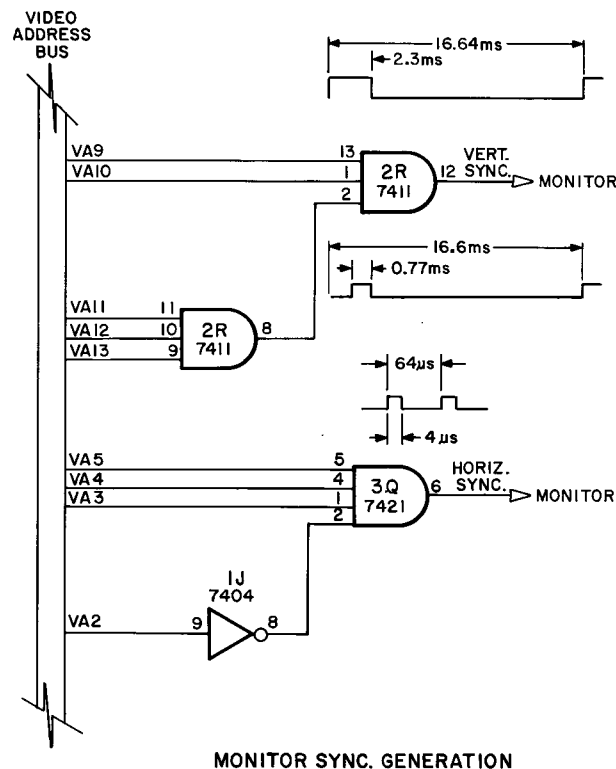 VIDEO
ADDRESS
BUS
16.64ms
2.3ms
VA9
13
VA10
1
2
2R
7411
12
VERT.
SYNC.
MONITOR
16.6ms
0.77ms
VA11
11
VA12
10
VA13
9
2R
7411
8
64µs
4µs
VA5
5
VA4
4
VA3
1
2
3Q
7421
6
HORIZ.
SYNC.
MONITOR
1J
7404
VA2
9
8
MONITOR SYNC. GENERATION